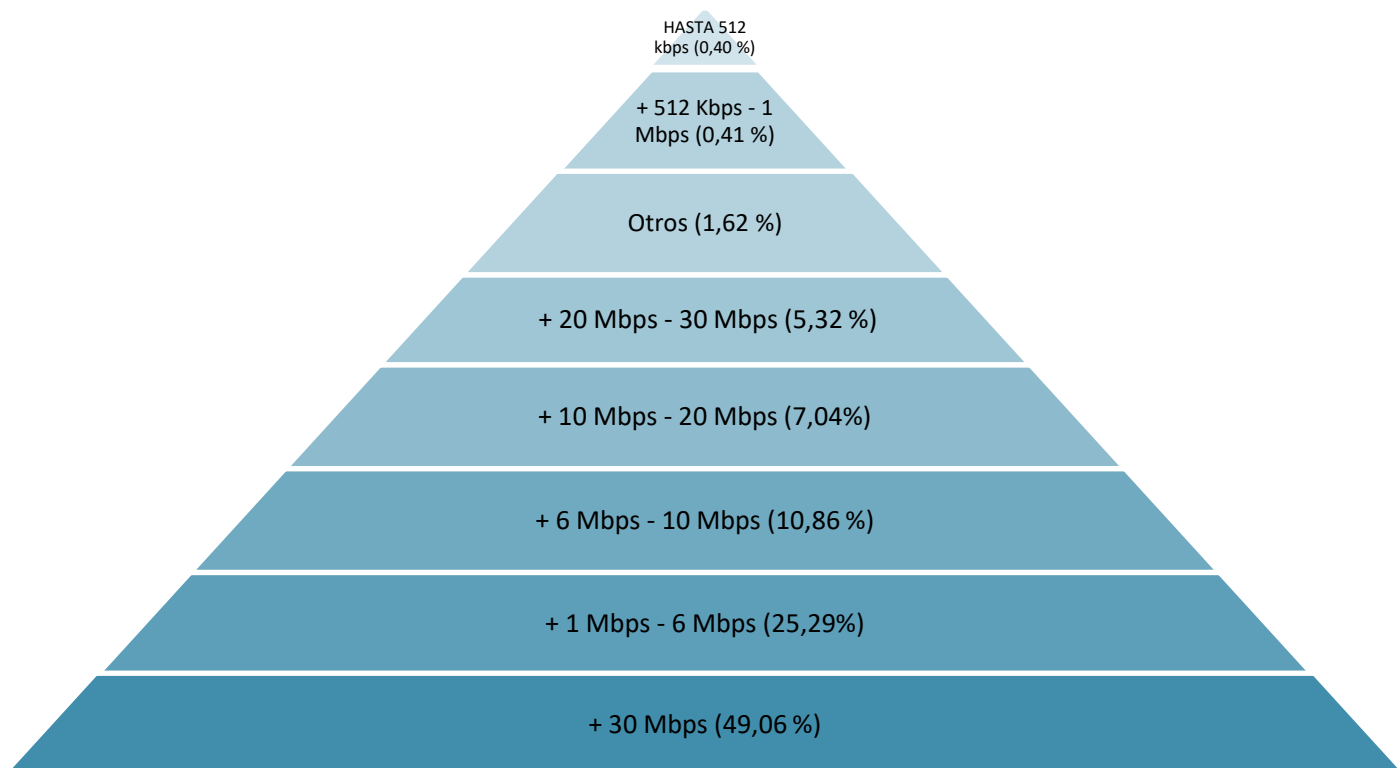 HASTA 512
kbps (0,40 %)
+ 512 Kbps - 1
Mbps (0,41 %)
Otros (1,62 %)
+ 20 Mbps - 30 Mbps (5,32 %)
+ 10 Mbps - 20 Mbps (7,04%)
+ 6 Mbps - 10 Mbps (10,86 %)
+ 1 Mbps - 6 Mbps (25,29%)
+ 30 Mbps (49,06 %)